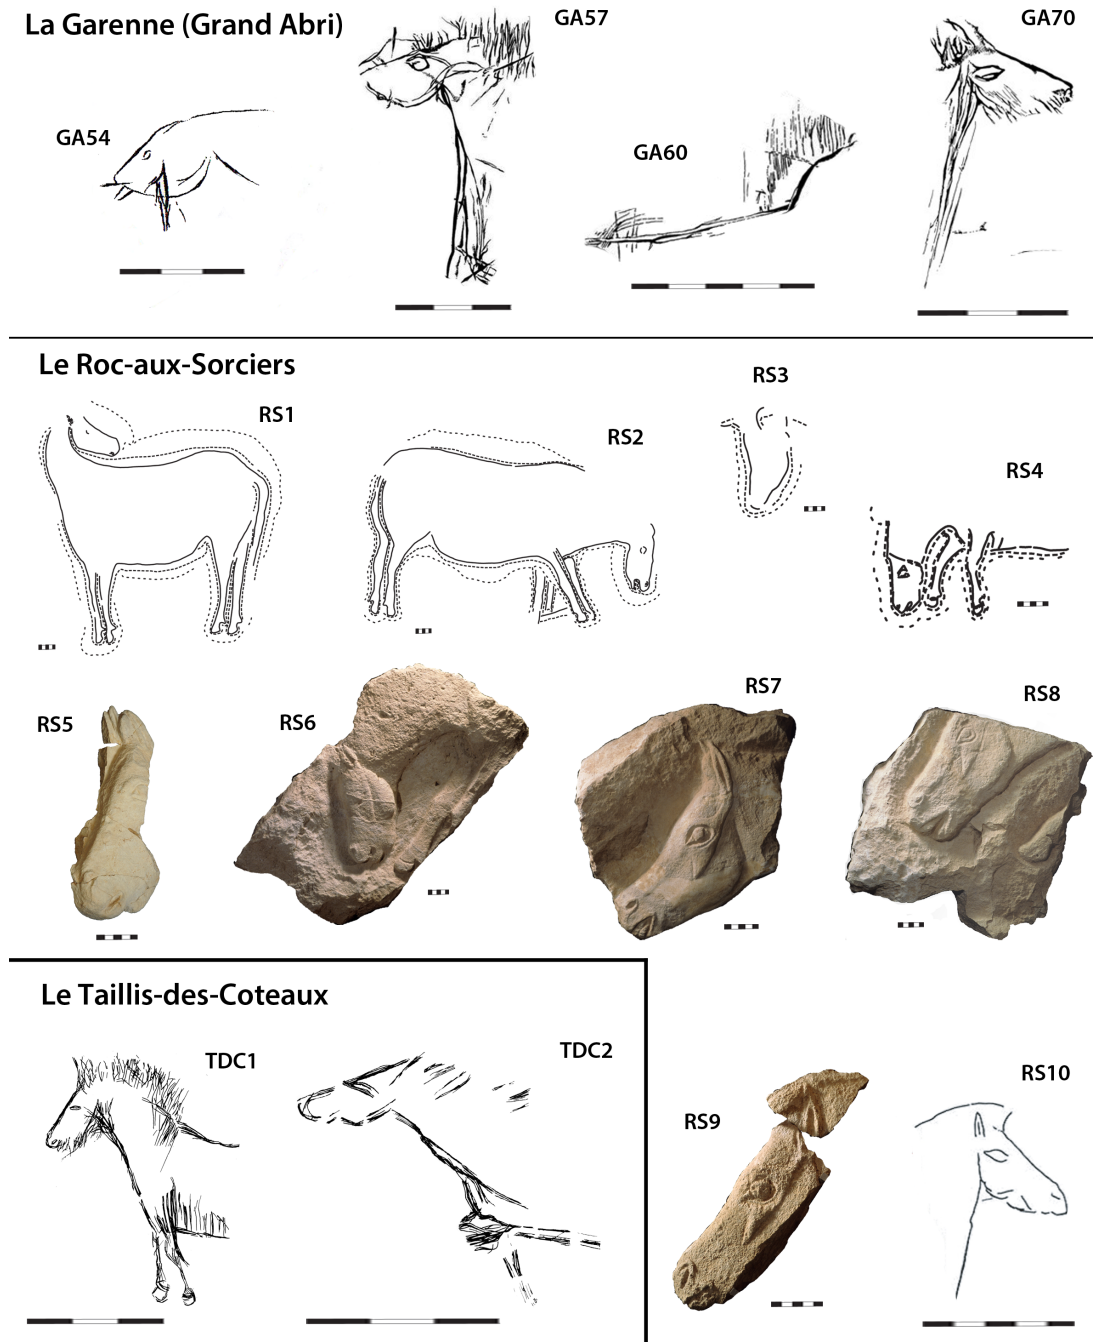 La Garenne (Grand Abri)
GA57
GA70
GA54
GA60
Le Roc-aux-Sorciers
RS3
RS1
RS2
RS4
RS5
RS6
RS7
RS8
Le Taillis-des-Coteaux
TDC1
TDC2
RS9
RS10